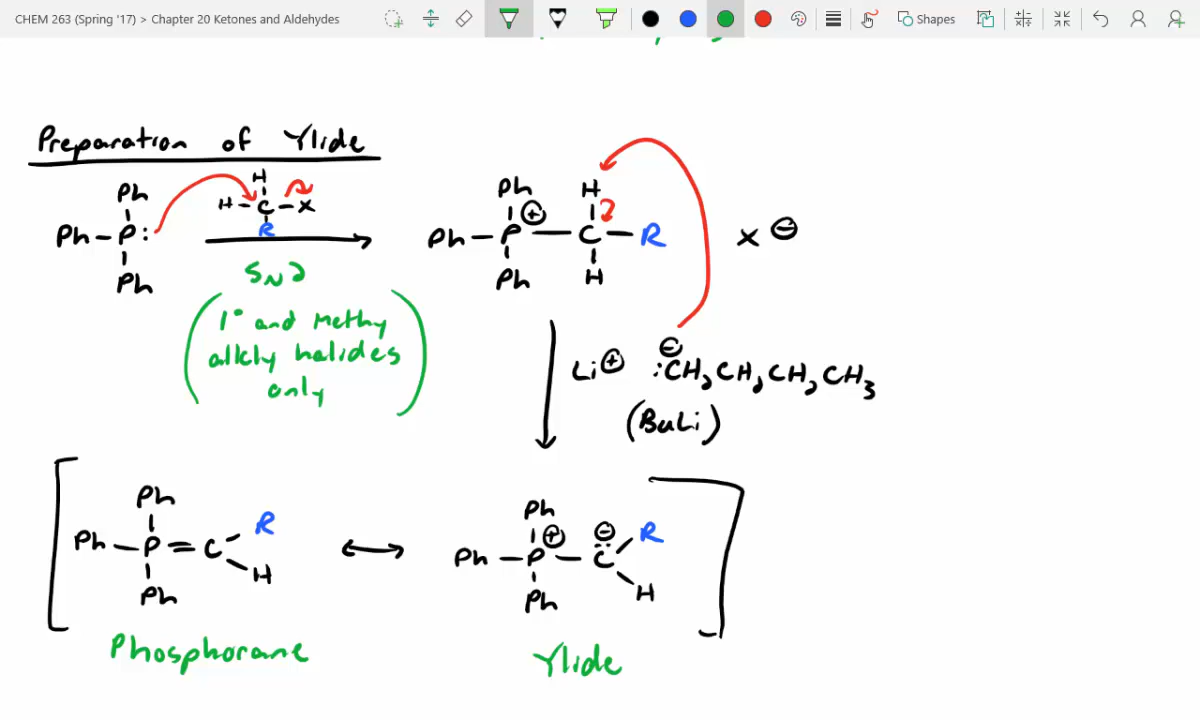 CHEM 263 (Spring '17) > Chapter 20 Ketones and Aldehydes
Shapes
Preparation of Ylide
Ph
Ph-P:
Ph
H
H-C-X
R
SN2
(1° and Methy
alkly halides
only)
Ph
Ph-P⊕-C-R
Ph
H
H
X ⊖
Li⊕ ⊖:CH2CH2CH2CH3
(BuLi)
Ph
Ph-P=C
Ph
R
H
↔
Ph
Ph-P⊕-C̈⊖
Ph
R
H
Phosphorane
Ylide